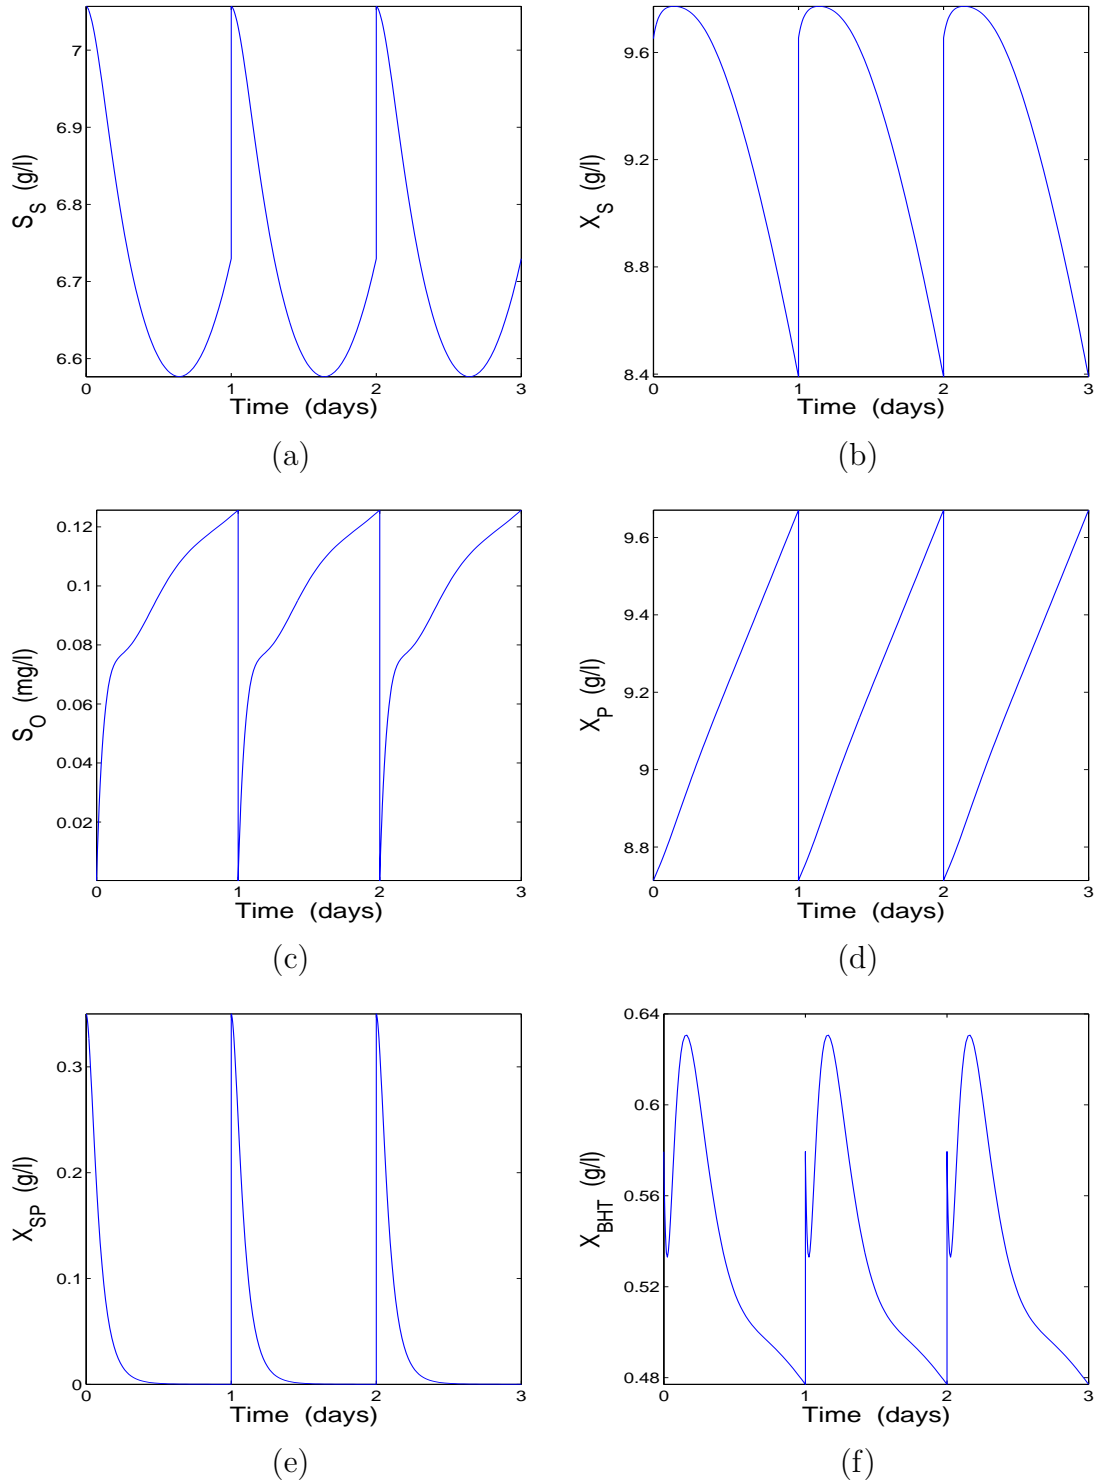 7
6.9
6.8
6.7
6.6
S_S (g/l)
0 1 2 3
Time (days)
(a)
9.6
9.2
8.8
8.4
X_S (g/l)
0 1 2 3
Time (days)
(b)
0.12
0.1
0.08
0.06
0.04
0.02
S_O (mg/l)
0 1 2 3
Time (days)
(c)
9.6
9.4
9.2
9
8.8
X_P (g/l)
0 1 2 3
Time (days)
(d)
0.3
0.2
0.1
0
X_SP (g/l)
0 1 2 3
Time (days)
(e)
0.64
0.6
0.56
0.52
0.48
X_BHT (g/l)
0 1 2 3
Time (days)
(f)